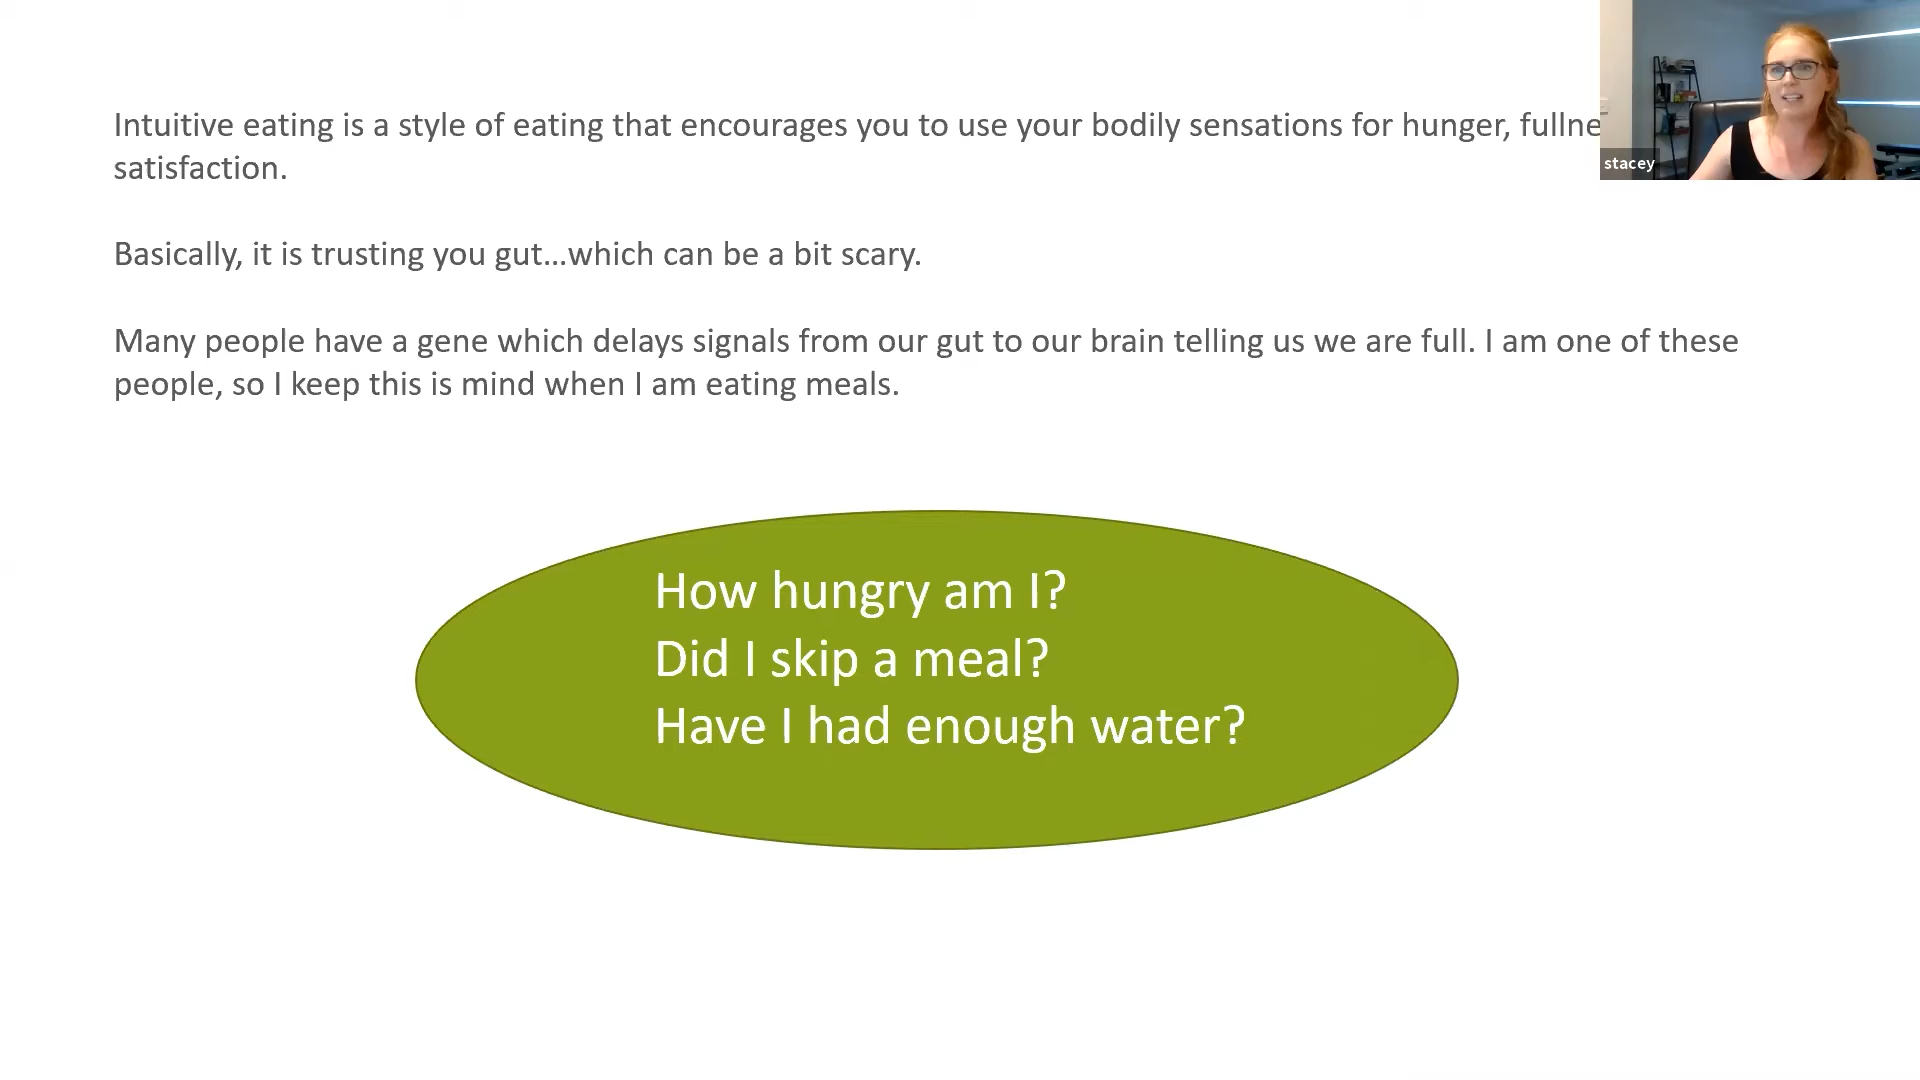 Intuitive eating is a style of eating that encourages you to use your bodily sensations for hunger,
satisfaction.
Basically, it is trusting you gut...which can be a bit scary.
Many people have a gene which delays signals from our gut to our brain telling us we are full. I am one of these
people, so I keep this is mind when I am eating meals.
How hungry am I?
Did I skip a meal?
Have I had enough water?
stacey